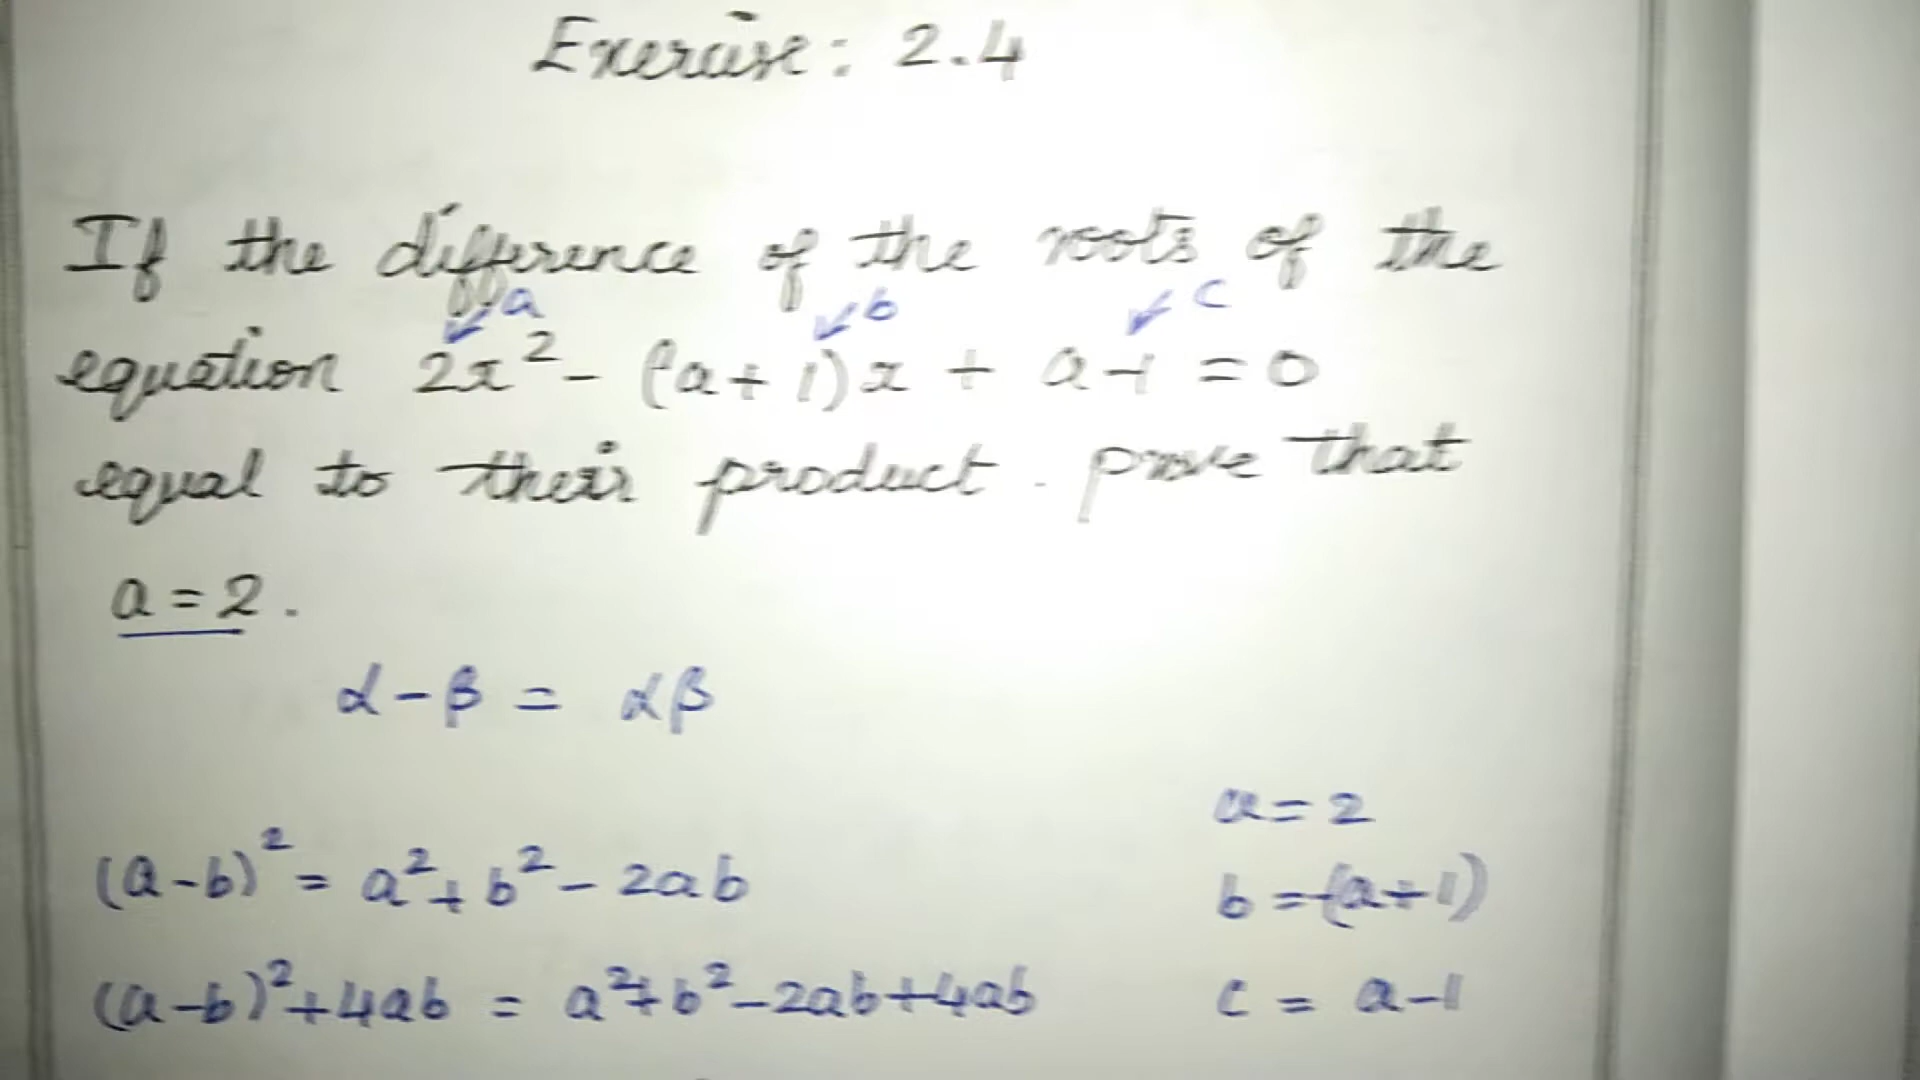 Exercise: 2.4
If the difference of the roots of the
a b c
equation 2x² - (a+1)x + a-1 = 0
equal to their product. prove that
a = 2.
α - β = αβ
a = 2
(a-b)² = a² + b² - 2ab
b = -(a+1)
(a-b)² + 4ab = a² + b² - 2ab + 4ab
c = a-1